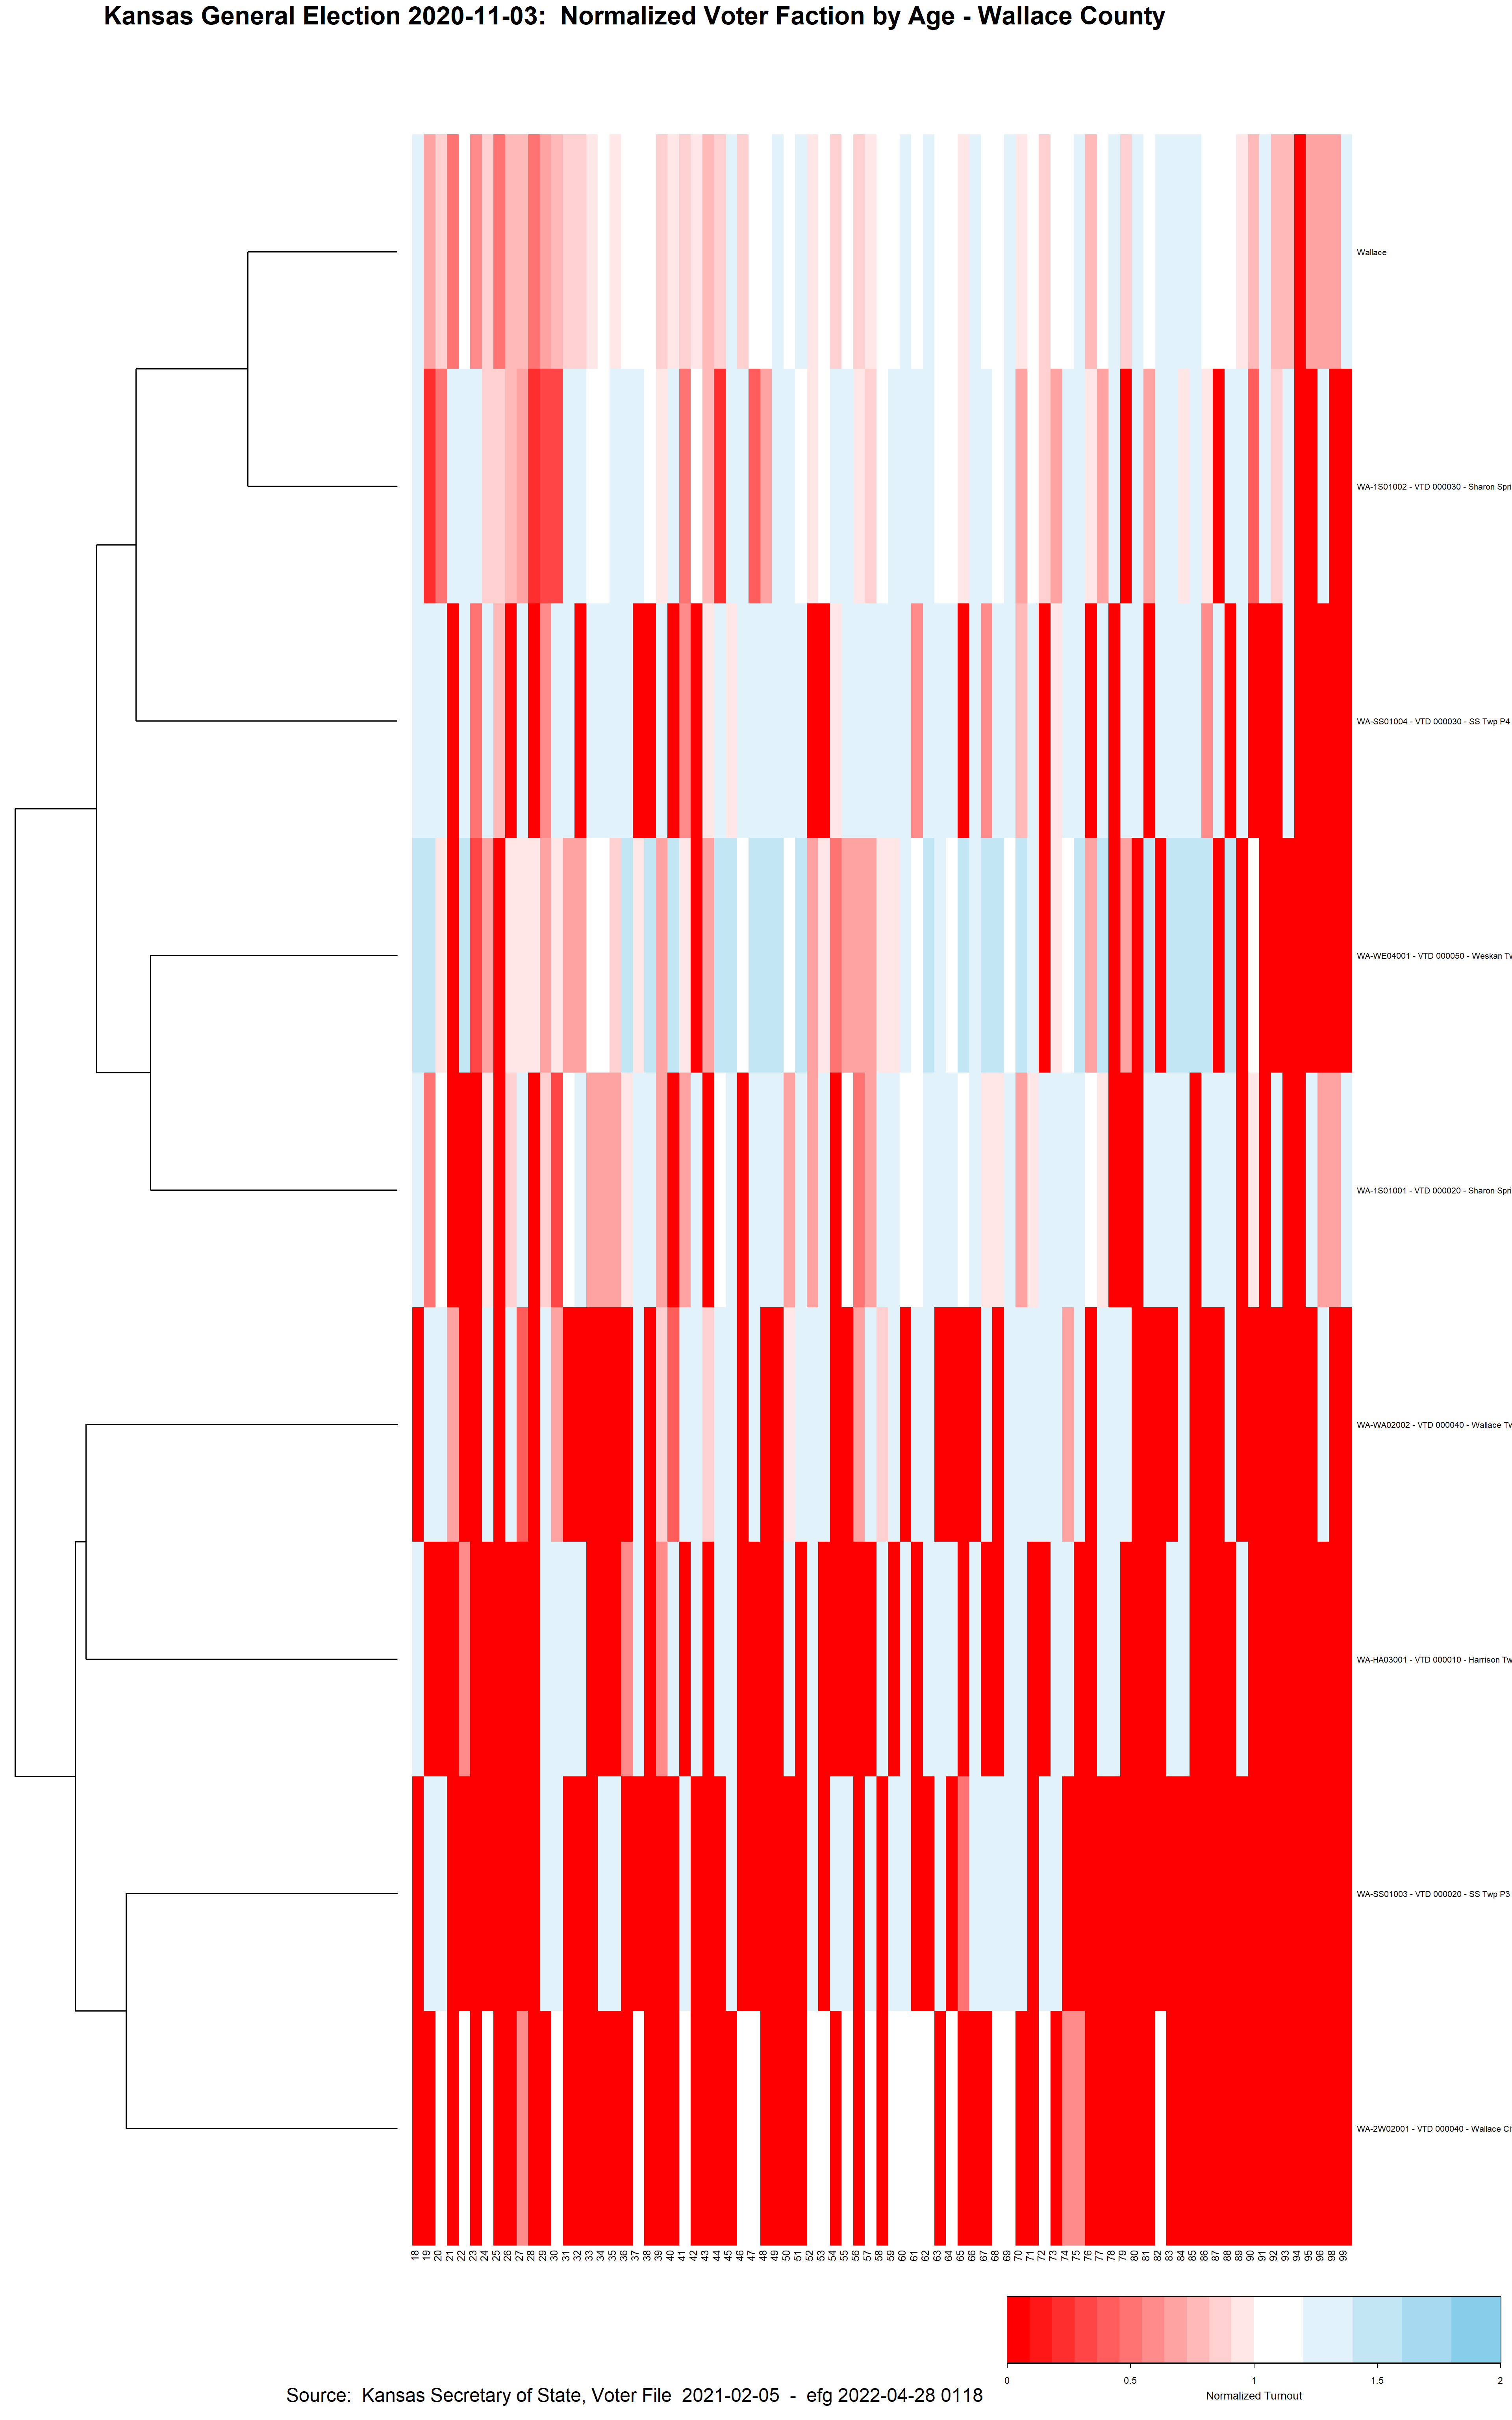 Kansas General Election 2020-11-03:  Normalized Voter Faction by Age - Wallace County
Wallace
WA-1S01002 - VTD 000030 - Sharon Spri
WA-SS01004 - VTD 000030 - SS Twp P4
WA-WE04001 - VTD 000050 - Weskan Tw
WA-1S01001 - VTD 000020 - Sharon Spri
WA-WA02002 - VTD 000040 - Wallace Tw
WA-HA03001 - VTD 000010 - Harrison Tw
WA-SS01003 - VTD 000020 - SS Twp P3
WA-2W02001 - VTD 000040 - Wallace Ci
18 19 20 21 22 23 24 25 26 27 28 29 30 31 32 33 34 35 36 37 38 39 40 41 42 43 44 45 46 47 48 49 50 51 52 53 54 55 56 57 58 59 60 61 62 63 64 65 66 67 68 69 70 71 72 73 74 75 76 77 78 79 80 81 82 83 84 85 86 87 88 89 90 91 92 93 94 95 96 98 99
0 0.5 1 1.5 2
Normalized Turnout
Source:  Kansas Secretary of State, Voter File  2021-02-05  -  efg 2022-04-28 0118